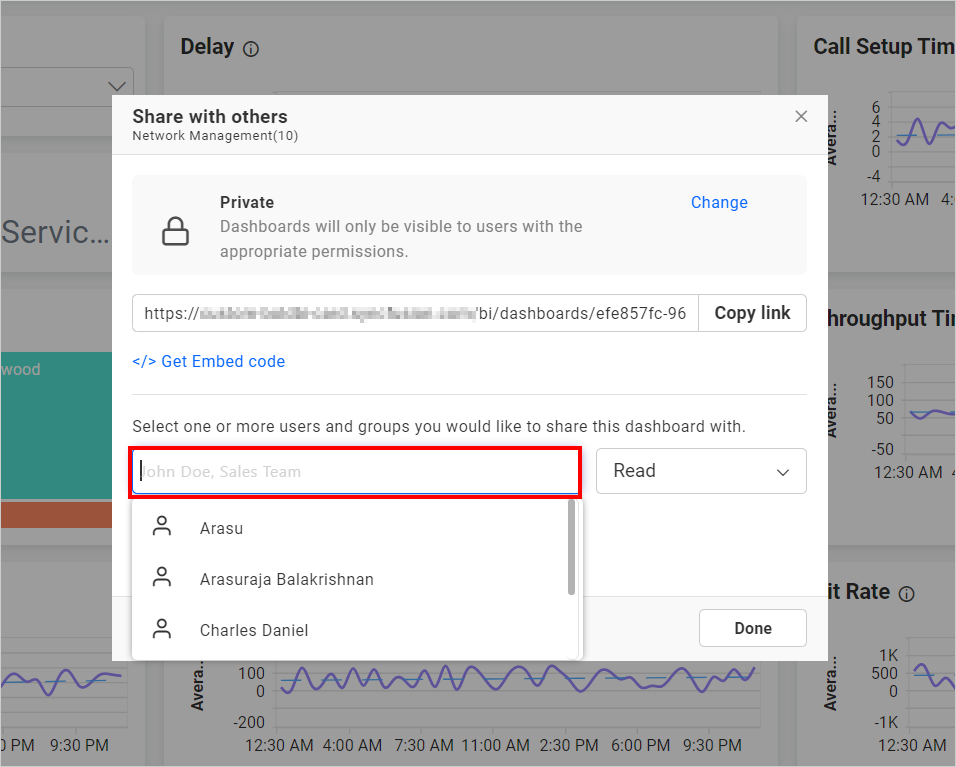 Delay
Call Setup Tim
Servic...
wood
Avera...
6
4
2
0
-4
12:30 AM 4:
hroughput Tir
Avera...
150
100
50
-50
12:30 AM
it Rate
Avera...
1K
500
0
-1K
12:30 AM
Share with others
Network Management(10)
Private
Change
Dashboards will only be visible to users with the
appropriate permissions.
https://
/bi/dashboards/efe857fc-96
Copy link
</> Get Embed code
Select one or more users and groups you would like to share this dashboard with.
John Doe, Sales Team
Read
Arasu
Arasuraja Balakrishnan
Charles Daniel
Done
0 PM 9:30 PM
Avera...
100
0
-200
12:30 AM 4:00 AM 7:30 AM 11:00 AM 2:30 PM 6:00 PM 9:30 PM